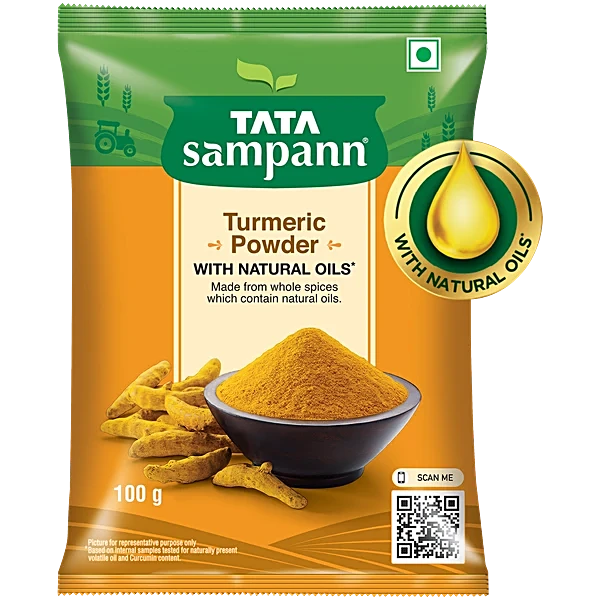 TATA
sampann®
Turmeric
Powder
WITH NATURAL OILS*
Made from whole spices
which contain natural oils.
WITH NATURAL OILS*
100 g
SCAN ME
Picture for representative purpose only
*Based on internal samples tested for naturally present
volatile oil and Curcumin content.